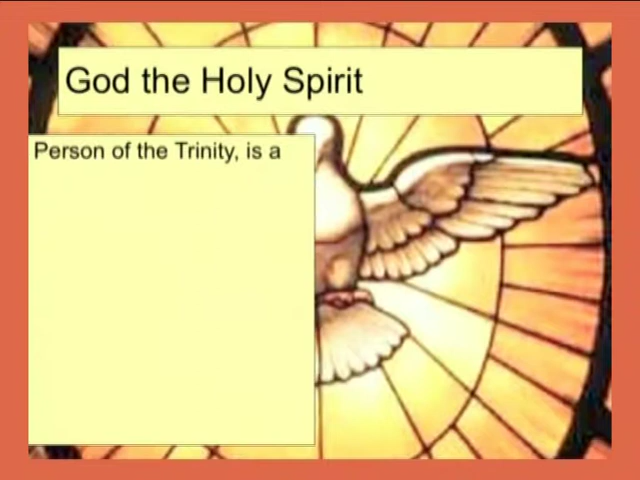 God the Holy Spirit
Person of the Trinity, is a